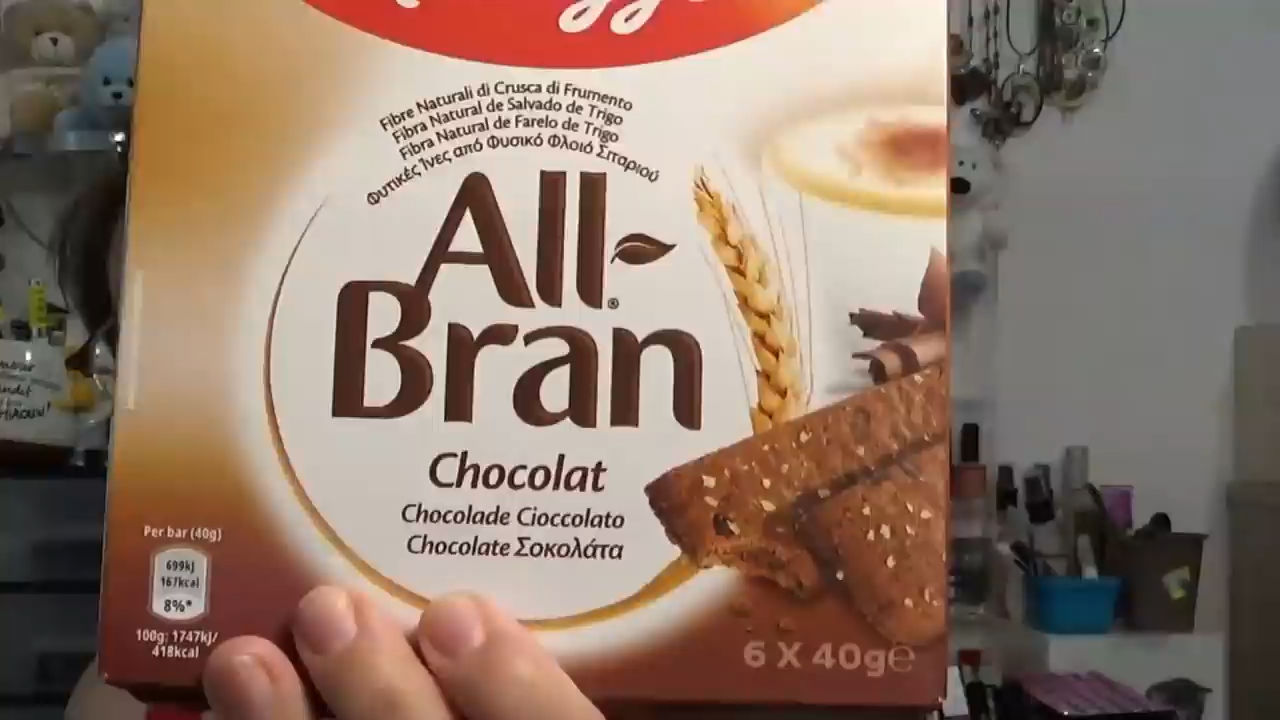 Kellogg's
Fibre Naturali di Crusca di Frumento
Fibra Natural de Salvado de Trigo
Fibra Natural de Farelo de Trigo
Φυτικές Ίνες από Φυσικό Φλοιό Σιταριού
All-
Bran®
Chocolat
Chocolade Cioccolato
Chocolate Σοκολάτα
Per bar (40g)
699kJ
167kcal
8%*
100g: 1747kJ/
418kcal
6 X 40g℮